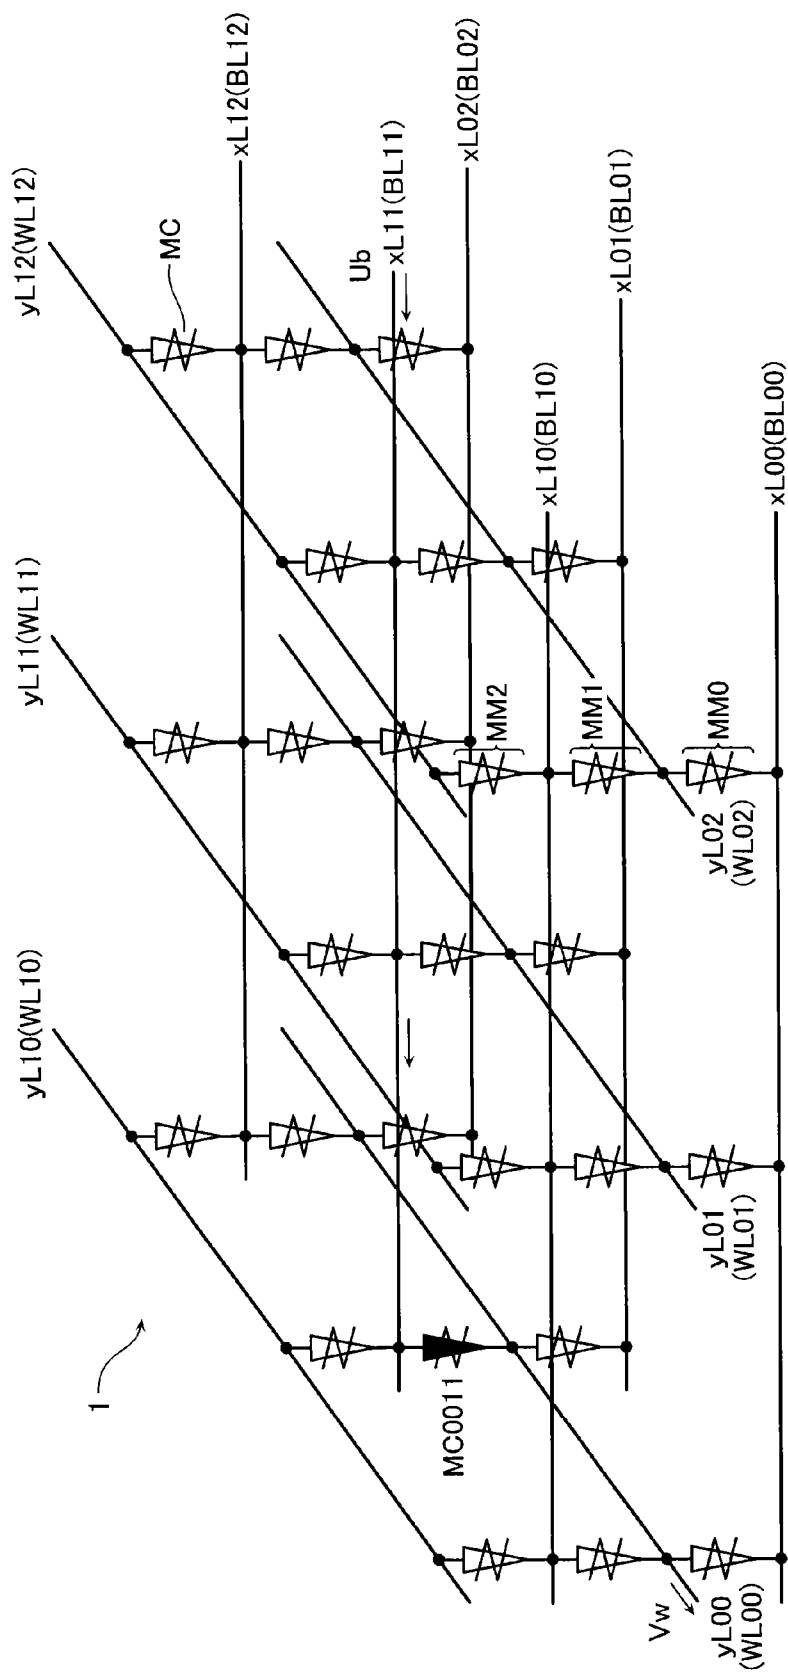 1
yL10(WL10)
yL11(WL11)
yL12(WL12)
MC
xL12(BL12)
Ub
xL11(BL11)
xL02(BL02)
MC0011
MM2
xL10(BL10)
MM1
xL01(BL01)
MM0
Vw
yL00
(WL00)
yL01
(WL01)
yL02
(WL02)
xL00(BL00)